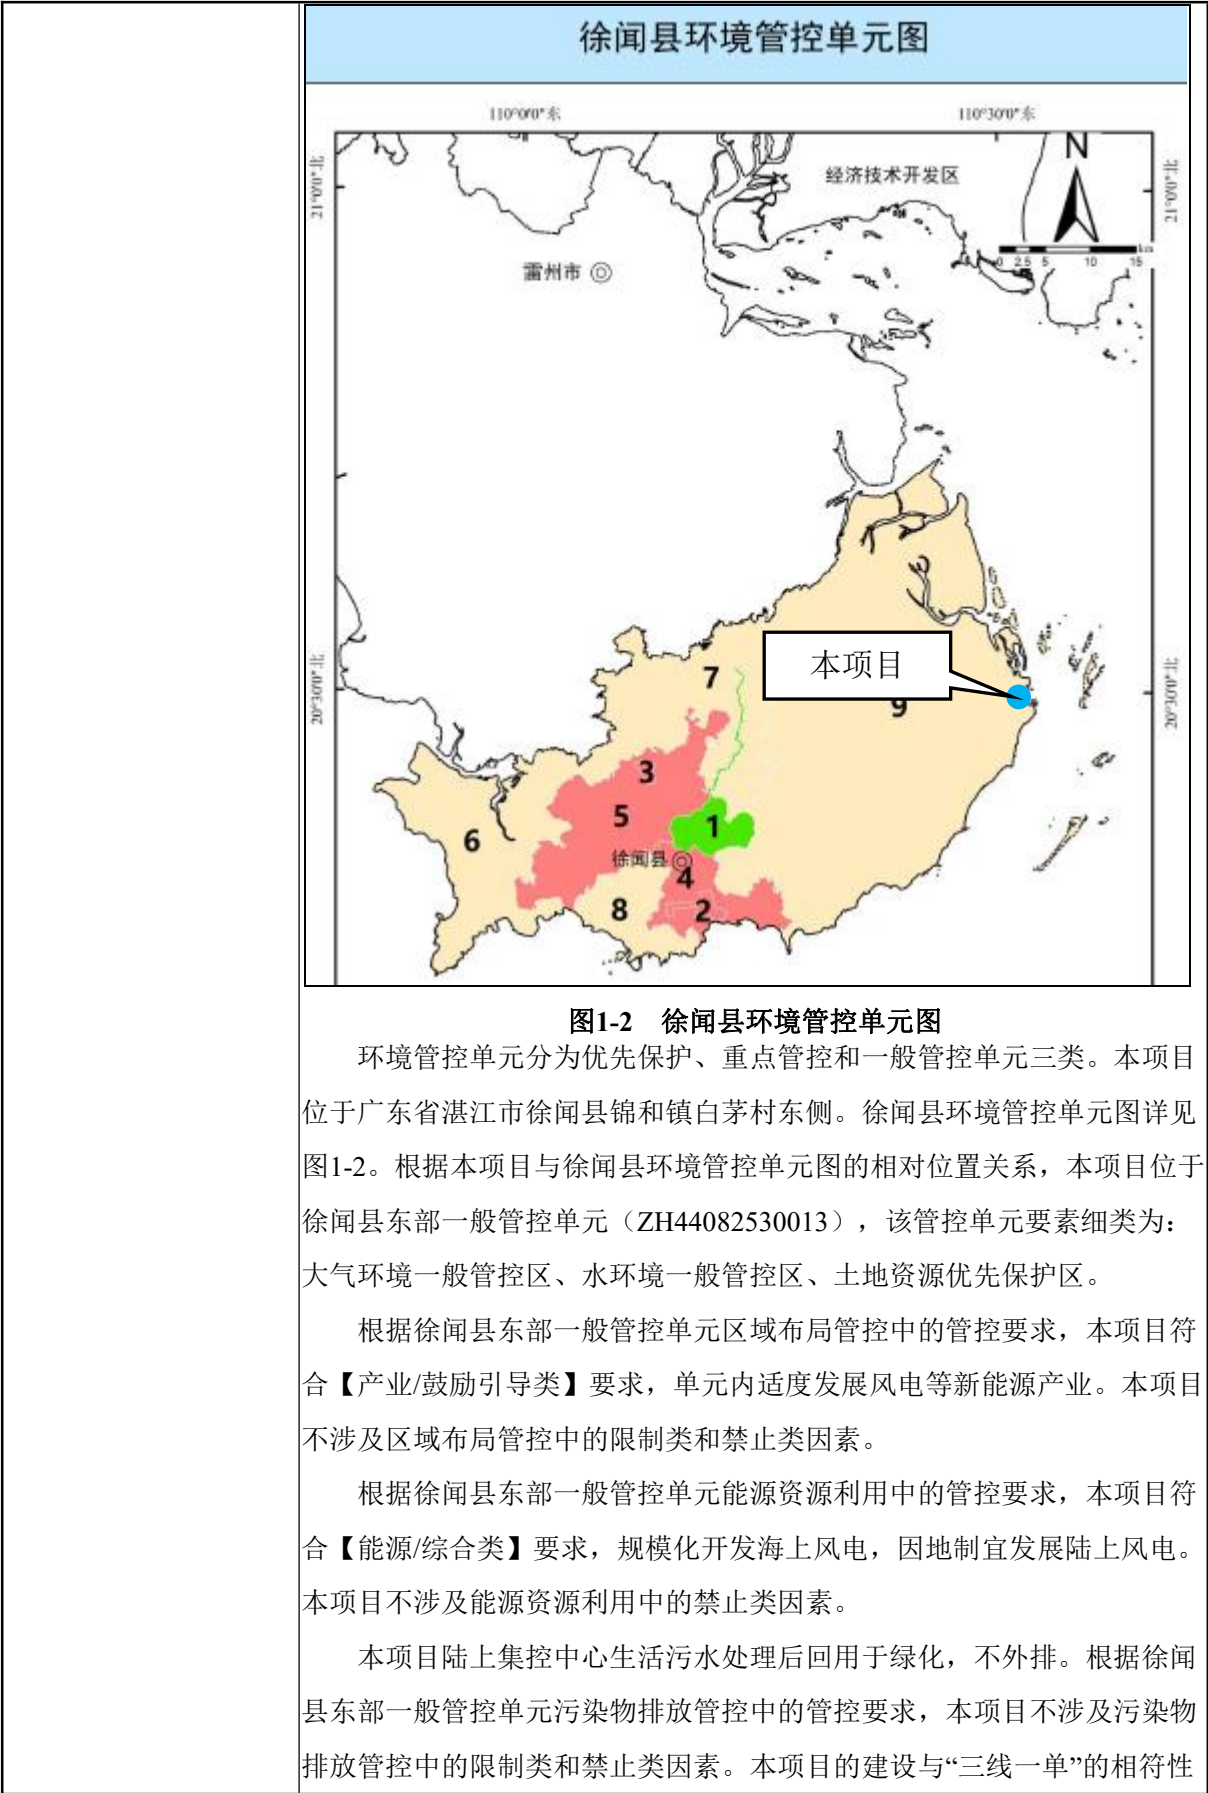 徐闻县环境管控单元图
110°0'0"东
110°30'0"东
21°0'0"北
21°0'0"北
N
经济技术开发区
km
0 2.5 5 10 15
雷州市
本项目
7
9
20°30'0"北
20°30'0"北
3
5
1
6
徐闻县
4
8
2
图1-2 徐闻县环境管控单元图
环境管控单元分为优先保护、重点管控和一般管控单元三类。本项目
位于广东省湛江市徐闻县锦和镇白茅村东侧。徐闻县环境管控单元图详见
图1-2。根据本项目与徐闻县环境管控单元图的相对位置关系，本项目位于
徐闻县东部一般管控单元（ZH44082530013），该管控单元要素细类为：
大气环境一般管控区、水环境一般管控区、土地资源优先保护区。
根据徐闻县东部一般管控单元区域布局管控中的管控要求，本项目符
合【产业/鼓励引导类】要求，单元内适度发展风电等新能源产业。本项目
不涉及区域布局管控中的限制类和禁止类因素。
根据徐闻县东部一般管控单元能源资源利用中的管控要求，本项目符
合【能源/综合类】要求，规模化开发海上风电，因地制宜发展陆上风电。
本项目不涉及能源资源利用中的禁止类因素。
本项目陆上集控中心生活污水处理后回用于绿化，不外排。根据徐闻
县东部一般管控单元污染物排放管控中的管控要求，本项目不涉及污染物
排放管控中的限制类和禁止类因素。本项目的建设与“三线一单”的相符性